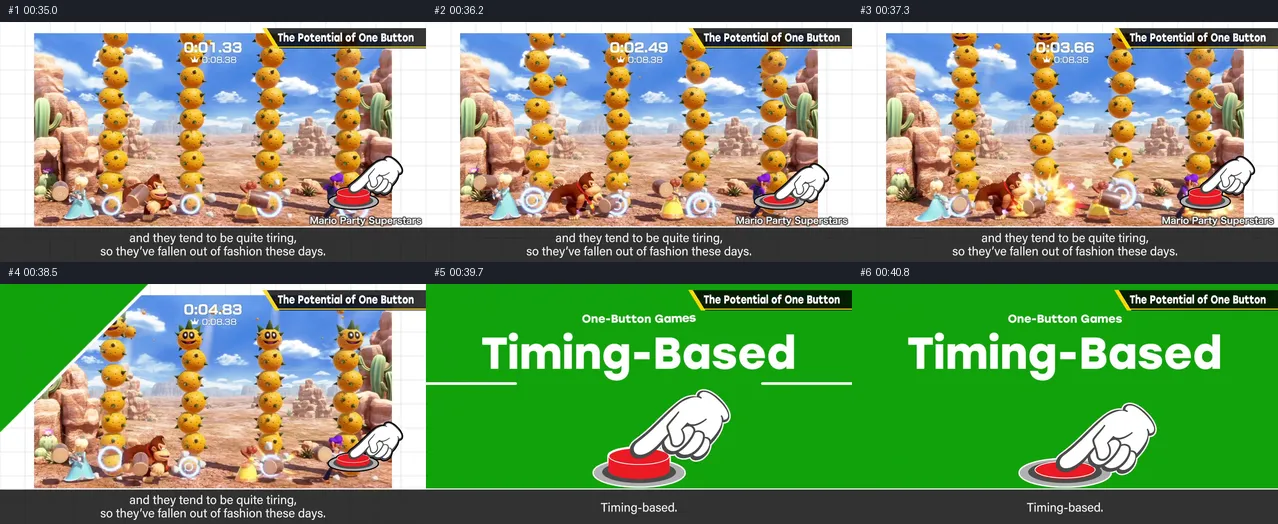 #1 00:35.0
The Potential of One Button
0:01.33
0:08.38
Mario Party Superstars
and they tend to be quite tiring,
so they've fallen out of fashion these days.
#2 00:36.2
The Potential of One Button
0:02.49
0:08.38
Mario Party Superstars
and they tend to be quite tiring,
so they've fallen out of fashion these days.
#3 00:37.3
The Potential of One Button
0:03.66
0:08.38
Mario Party Superstars
and they tend to be quite tiring,
so they've fallen out of fashion these days.
#4 00:38.5
The Potential of One Button
0:04.83
0:08.38
and they tend to be quite tiring,
so they've fallen out of fashion these days.
#5 00:39.7
The Potential of One Button
One-Button Games
Timing-Based
Timing-based.
#6 00:40.8
The Potential of One Button
One-Button Games
Timing-Based
Timing-based.